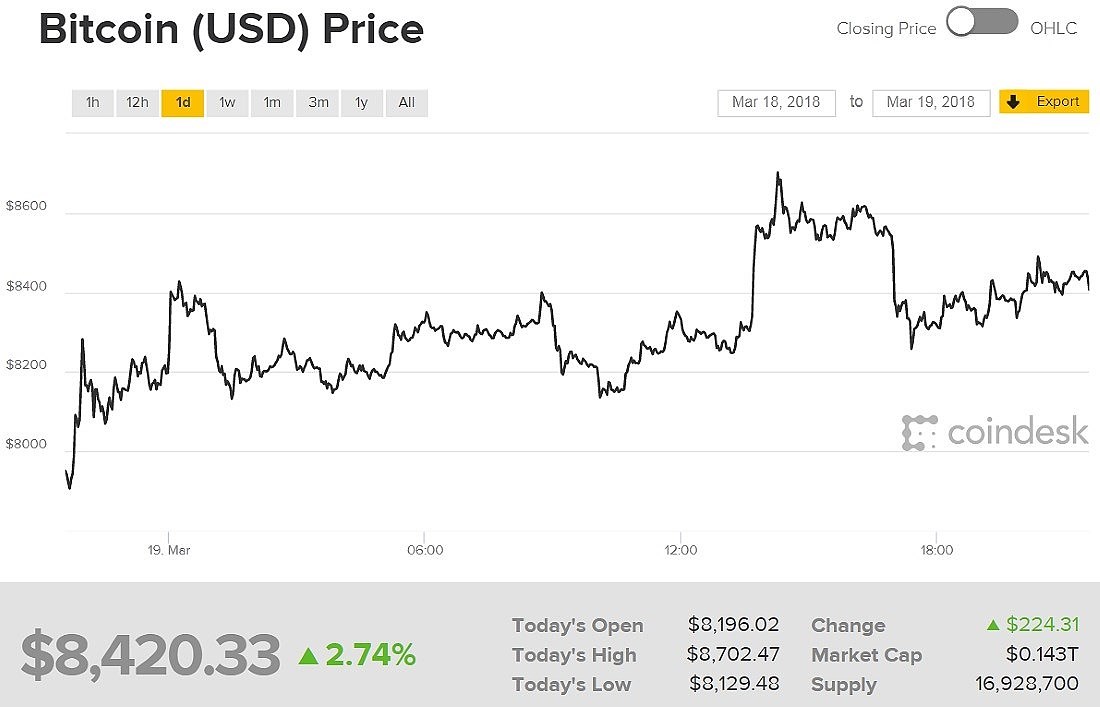 Bitcoin (USD) Price
Closing Price OHLC
1h 12h 1d 1w 1m 3m 1y All
Mar 18, 2018 to Mar 19, 2018 Export
$8600
$8400
$8200
$8000
coindesk
19. Mar 06:00 12:00 18:00
$8,420.33 2.74%
Today's Open $8,196.02 Change $224.31
Today's High $8,702.47 Market Cap $0.143T
Today's Low $8,129.48 Supply 16,928,700